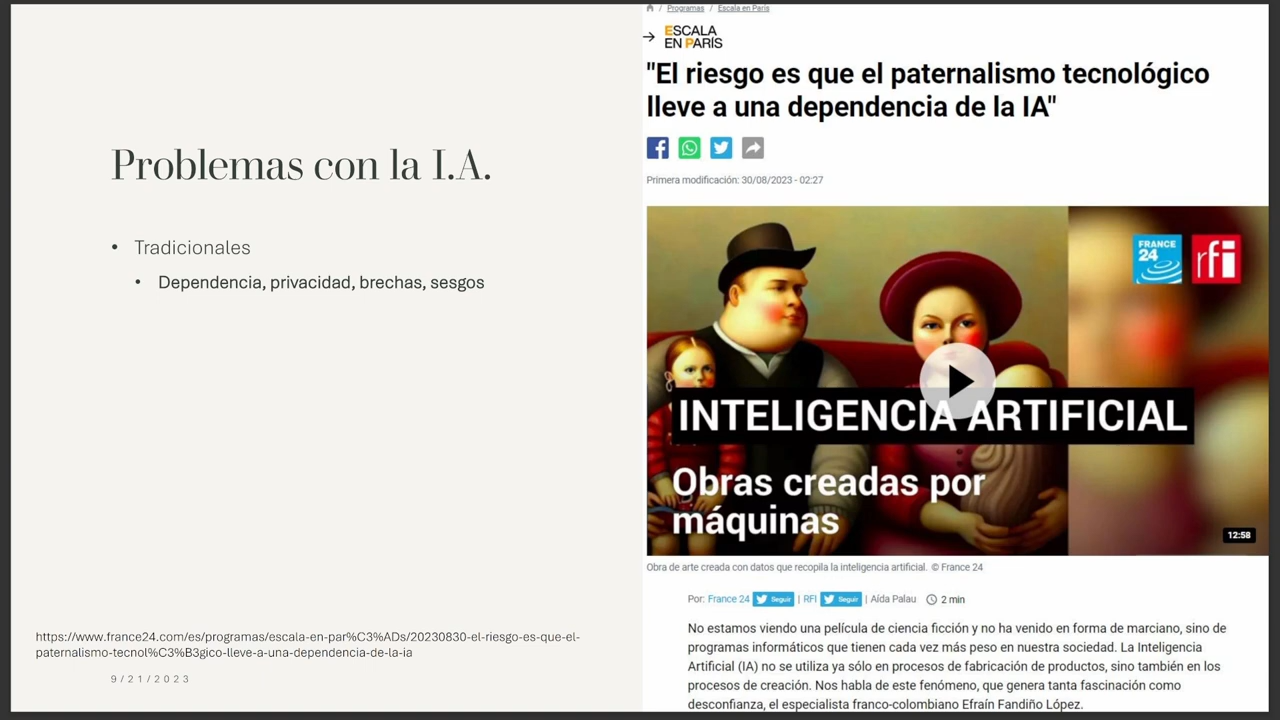 Problemas con la I.A.
• Tradicionales
• Dependencia, privacidad, brechas, sesgos
https://www.france24.com/es/programas/escala-en-par%C3%ADs/20230830-el-riesgo-es-que-el-
paternalismo-tecnol%C3%B3gico-lleve-a-una-dependencia-de-la-ia
9/21/2023
/ Programas / Escala en París
→ ESCALA
EN PARÍS
"El riesgo es que el paternalismo tecnológico
lleve a una dependencia de la IA"
Primera modificación: 30/08/2023 - 02:27
FRANCE
24
rfi
INTELIGENCIA ARTIFICIAL
Obras creadas por
máquinas
12:58
Obra de arte creada con datos que recopila la inteligencia artificial. © France 24
Por: France 24 Seguir | RFI Seguir | Aída Palau 2 min
No estamos viendo una película de ciencia ficción y no ha venido en forma de marciano, sino de
programas informáticos que tienen cada vez más peso en nuestra sociedad. La Inteligencia
Artificial (IA) no se utiliza ya sólo en procesos de fabricación de productos, sino también en los
procesos de creación. Nos habla de este fenómeno, que genera tanta fascinación como
desconfianza, el especialista franco-colombiano Efraín Fandiño López.